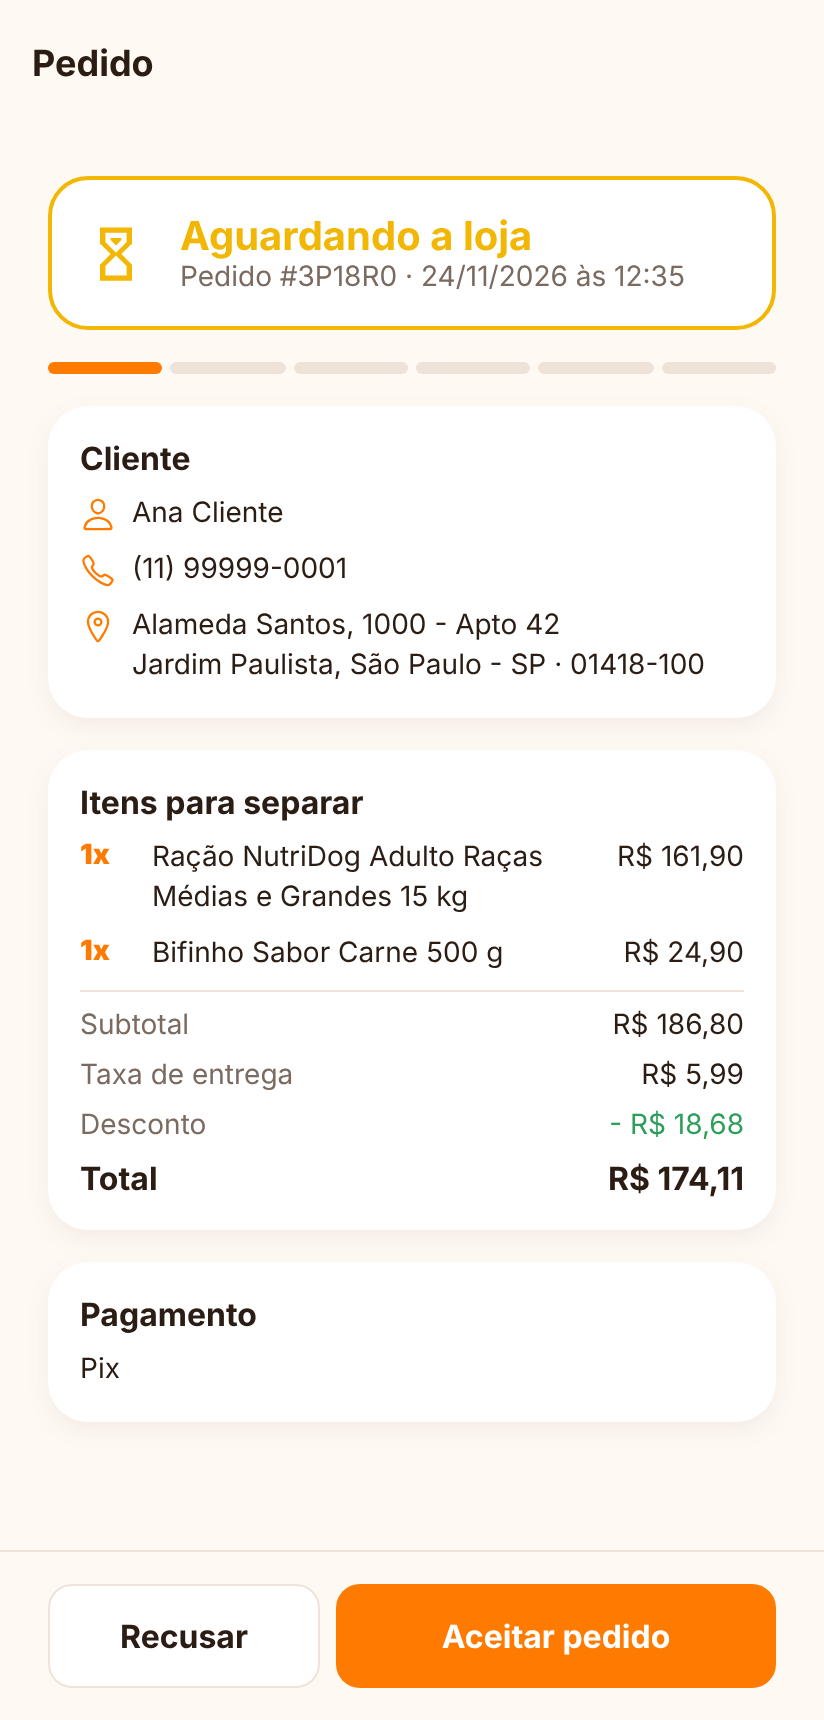 Pedido
Aguardando a loja
Pedido #3P18R0 · 24/11/2026 às 12:35
Cliente
Ana Cliente
(11) 99999-0001
Alameda Santos, 1000 - Apto 42
Jardim Paulista, São Paulo - SP · 01418-100
Itens para separar
1x Ração NutriDog Adulto Raças R$ 161,90
Médias e Grandes 15 kg
1x Bifinho Sabor Carne 500 g R$ 24,90
Subtotal R$ 186,80
Taxa de entrega R$ 5,99
Desconto - R$ 18,68
Total R$ 174,11
Pagamento
Pix
Recusar Aceitar pedido